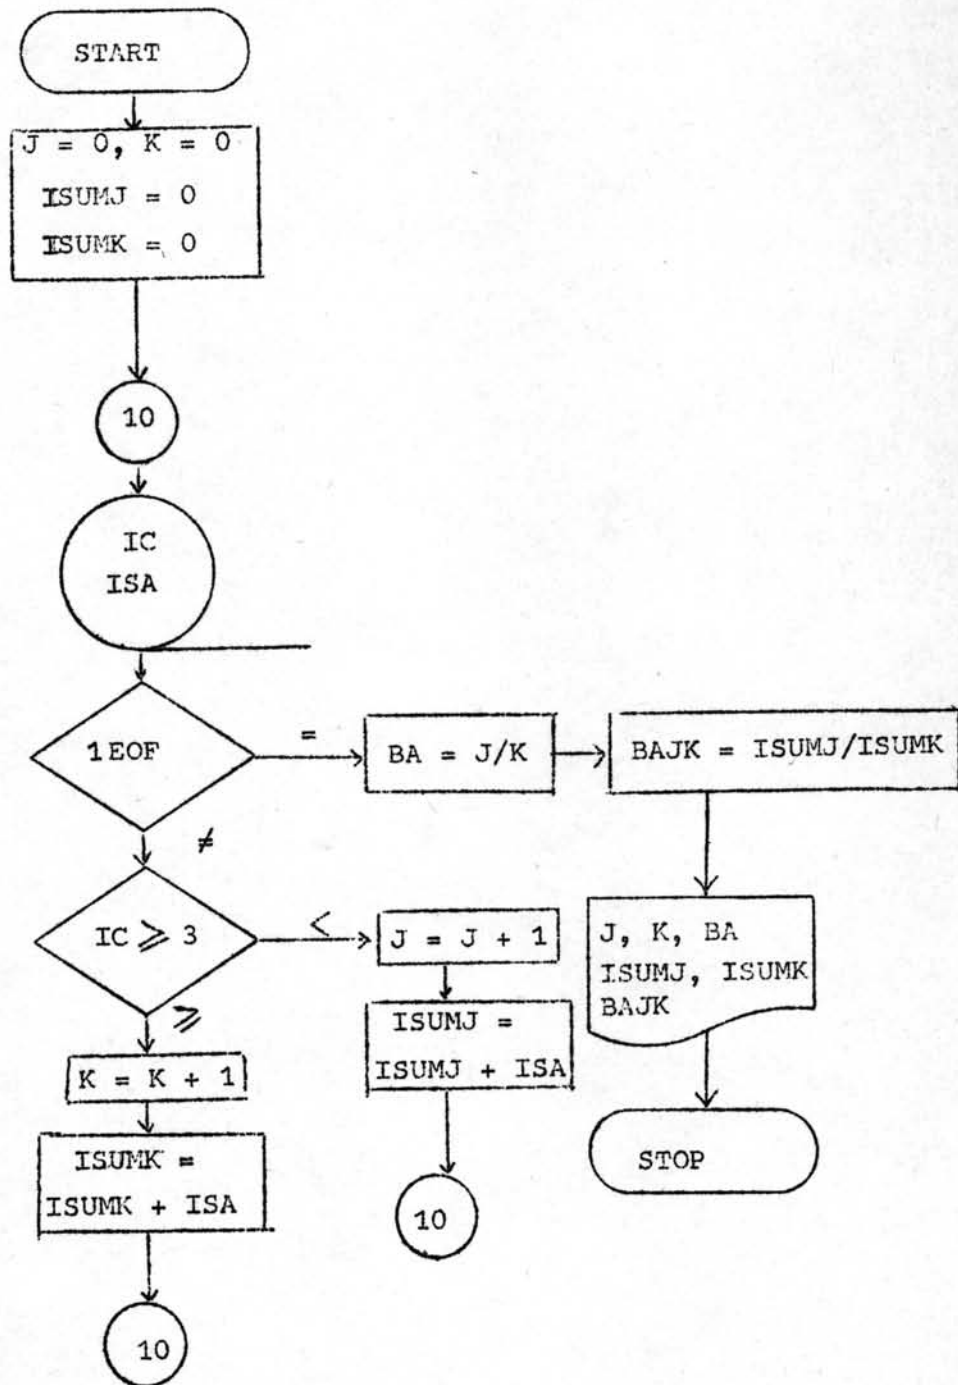 START
J = 0, K = 0
ISUMJ = 0
ISUMK = 0
10
IC
ISA
1EOF
=
BA = J/K
BAJK = ISUMJ/ISUMK
≠
IC ⩾ 3
<
J = J + 1
J, K, BA
ISUMJ, ISUMK
BAJK
⩾
ISUMJ =
ISUMJ + ISA
K = K + 1
ISUMK =
ISUMK + ISA
10
STOP
10